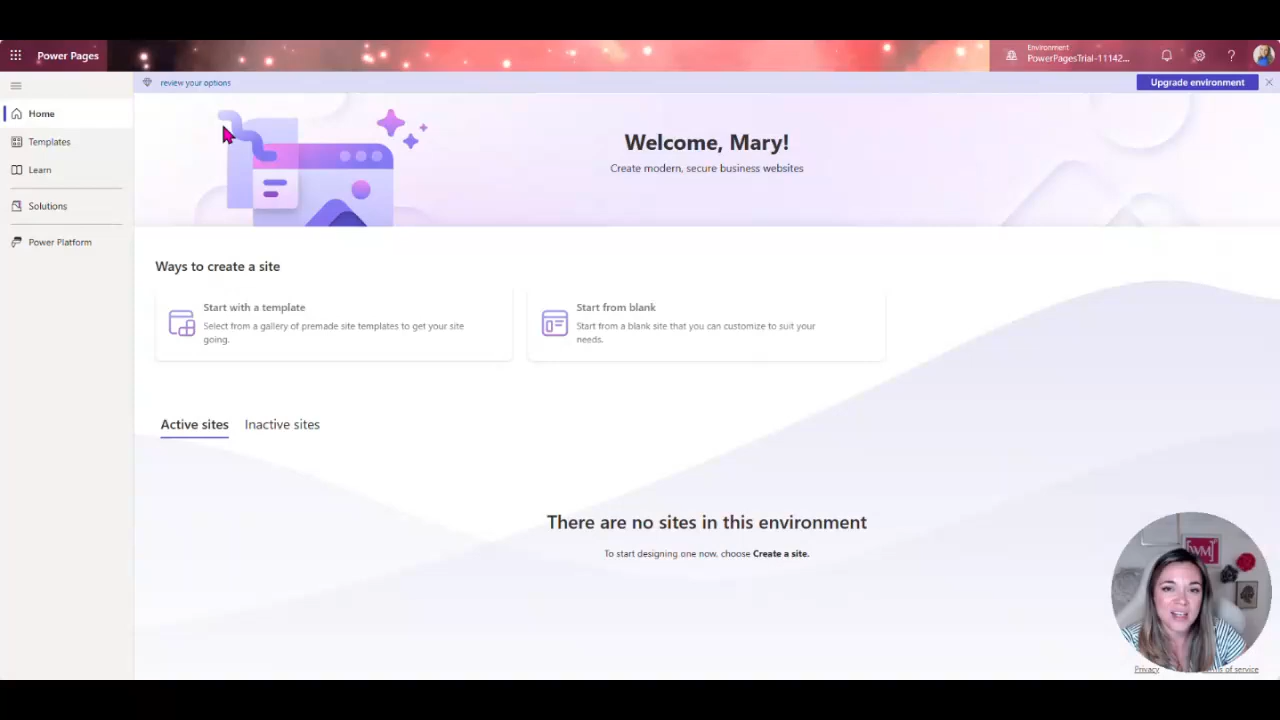 Power Pages
Environment
PowerPagesTrial-11142...
?
review your options
Upgrade environment
Home
Templates
Learn
Solutions
Power Platform
Welcome, Mary!
Create modern, secure business websites
Ways to create a site
Start with a template
Select from a gallery of premade site templates to get your site
going.
Start from blank
Start from a blank site that you can customize to suit your
needs.
Active sites
Inactive sites
There are no sites in this environment
To start designing one now, choose Create a site.
WM
Privacy
of service